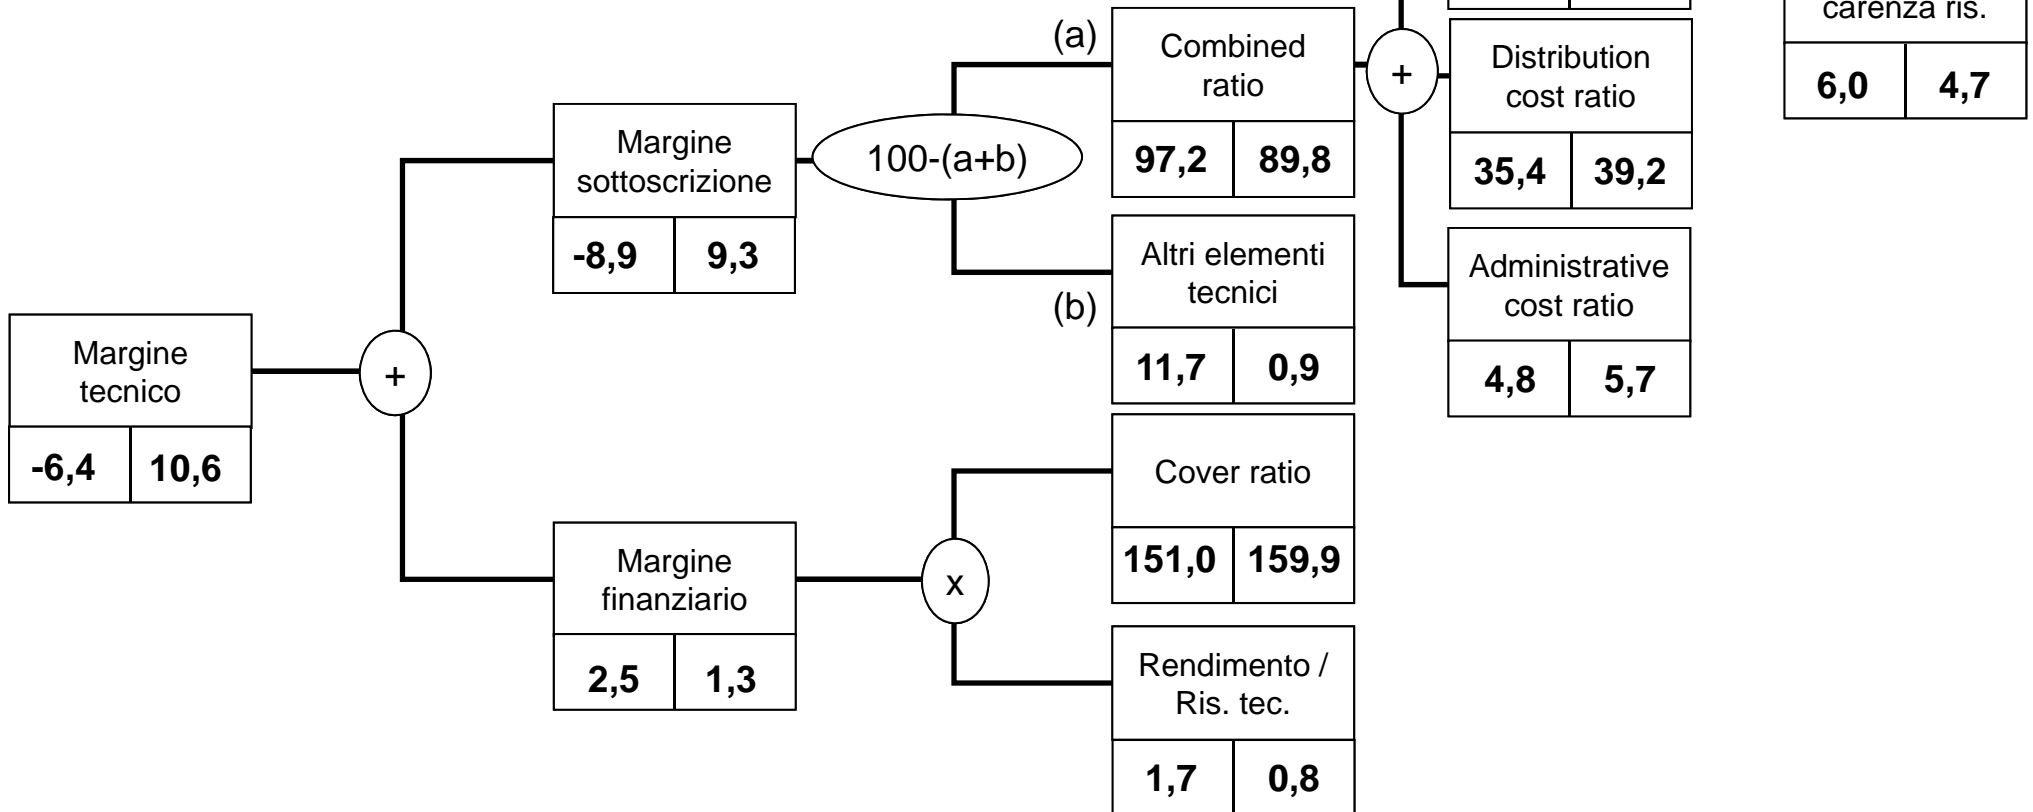 carenza ris.
6,0 4,7
(a)
Combined
ratio
97,2 89,8
+
Distribution
cost ratio
35,4 39,2
Margine
sottoscrizione
-8,9 9,3
100-(a+b)
Altri elementi
tecnici
(b)
11,7 0,9
Administrative
cost ratio
4,8 5,7
Margine
tecnico
-6,4 10,6
+
Cover ratio
151,0 159,9
Margine
finanziario
2,5 1,3
x
Rendimento /
Ris. tec.
1,7 0,8